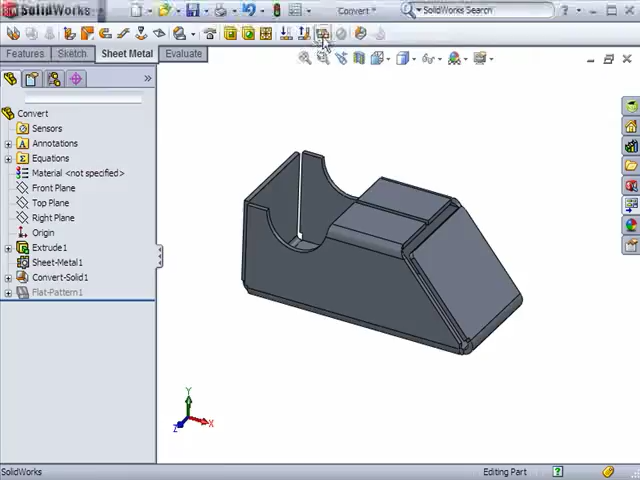 SolidWorks
Convert *
SolidWorks Search
Features
Sketch
Sheet Metal
Evaluate
Convert
Sensors
Annotations
Equations
Material <not specified>
Front Plane
Top Plane
Right Plane
Origin
Extrude1
Sheet-Metal1
Convert-Solid1
Flat-Pattern1
Y
X
Z
SolidWorks
Editing Part